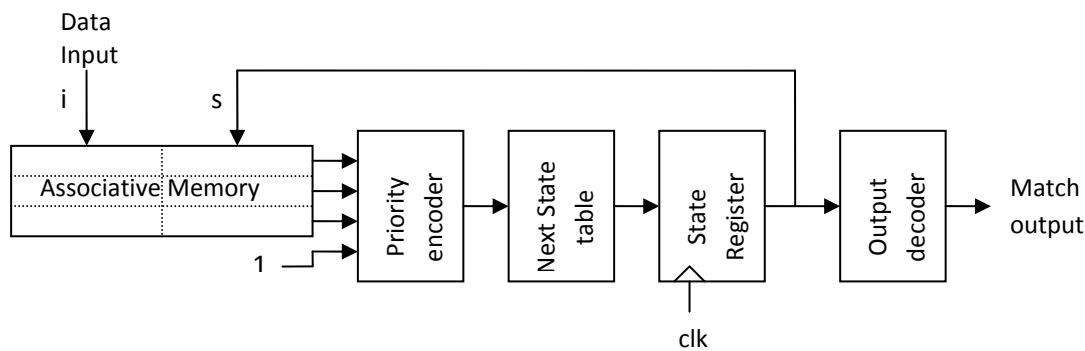 Data
Input
i
s
Associative Memory
1
Priority
encoder
Next State
table
State
Register
clk
Output
decoder
Match
output